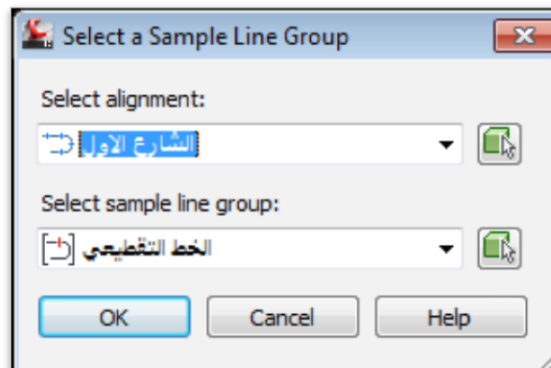 Select a Sample Line Group
Select alignment:
الشارع الاول
Select sample line group:
الخط التقطيعي
OK Cancel Help